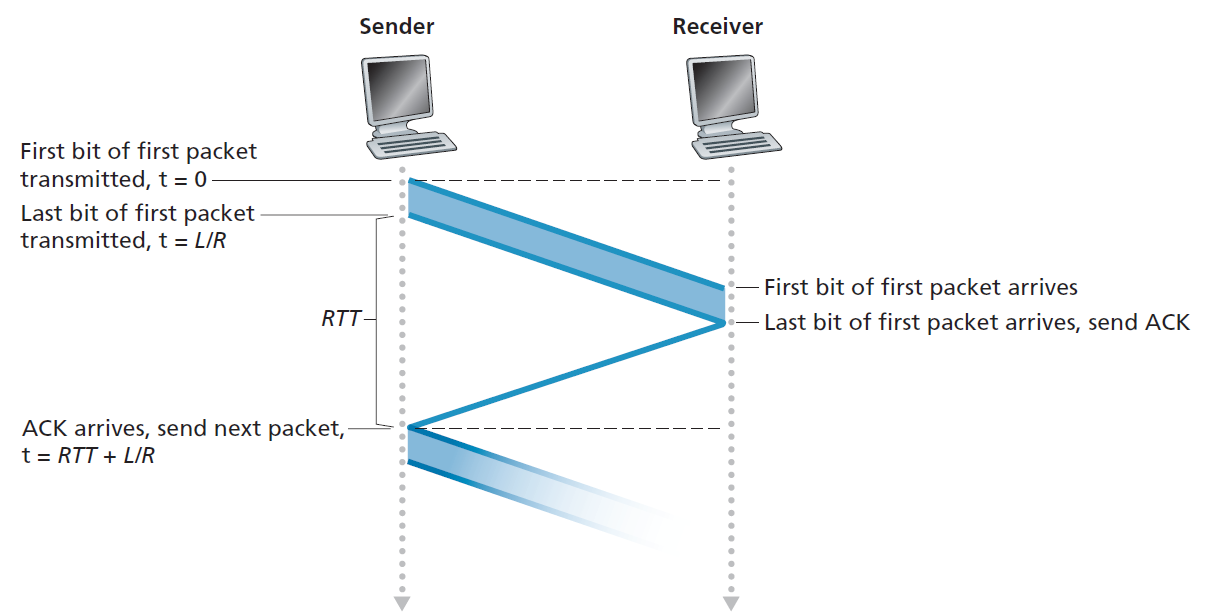 Sender
Receiver
First bit of first packet
transmitted, t = 0
Last bit of first packet
transmitted, t = L/R
First bit of first packet arrives
RTT
Last bit of first packet arrives, send ACK
ACK arrives, send next packet,
t = RTT + L/R